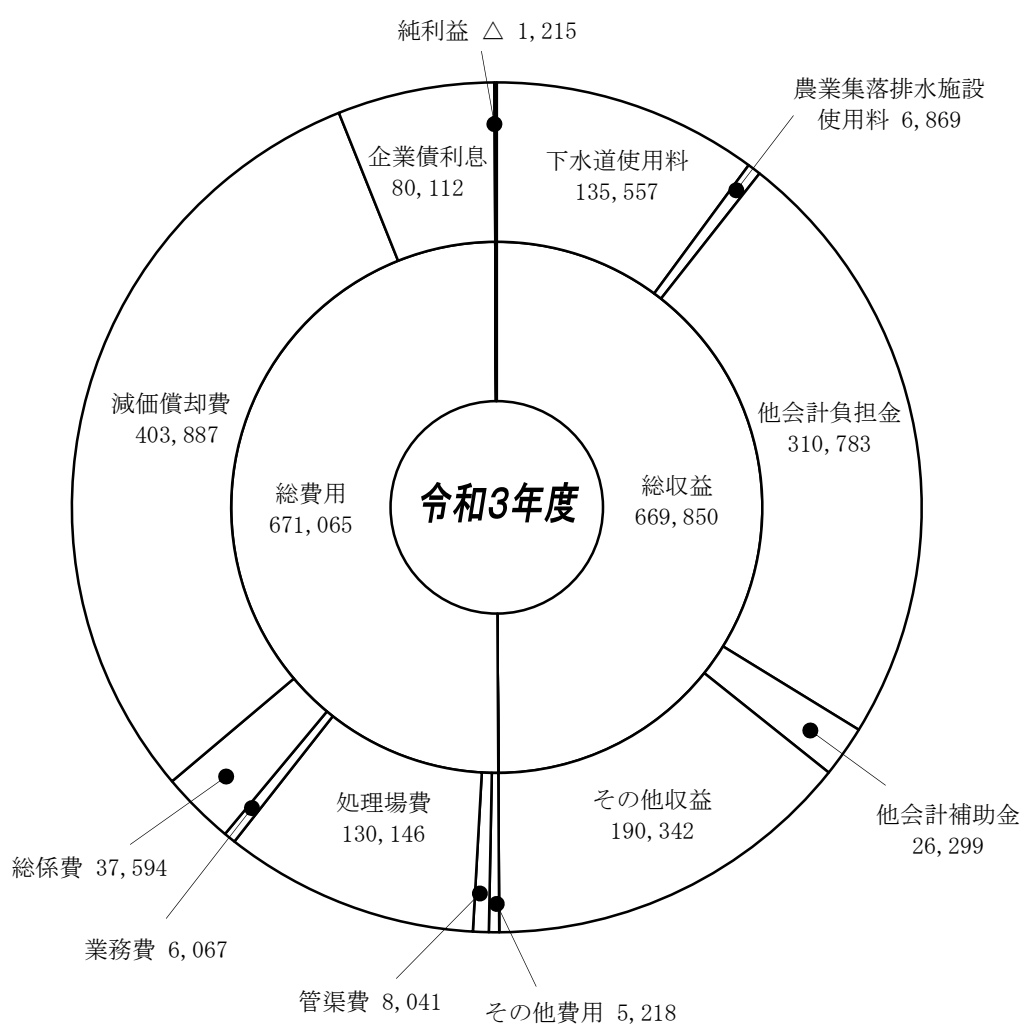 純利益 △ 1,215
農業集落排水施設
使用料 6,869
企業債利息
80,112
下水道使用料
135,557
減価償却費
403,887
他会計負担金
310,783
総費用
671,065
令和3年度
総収益
669,850
処理場費
130,146
その他収益
190,342
他会計補助金
26,299
総係費 37,594
業務費 6,067
管渠費 8,041
その他費用 5,218